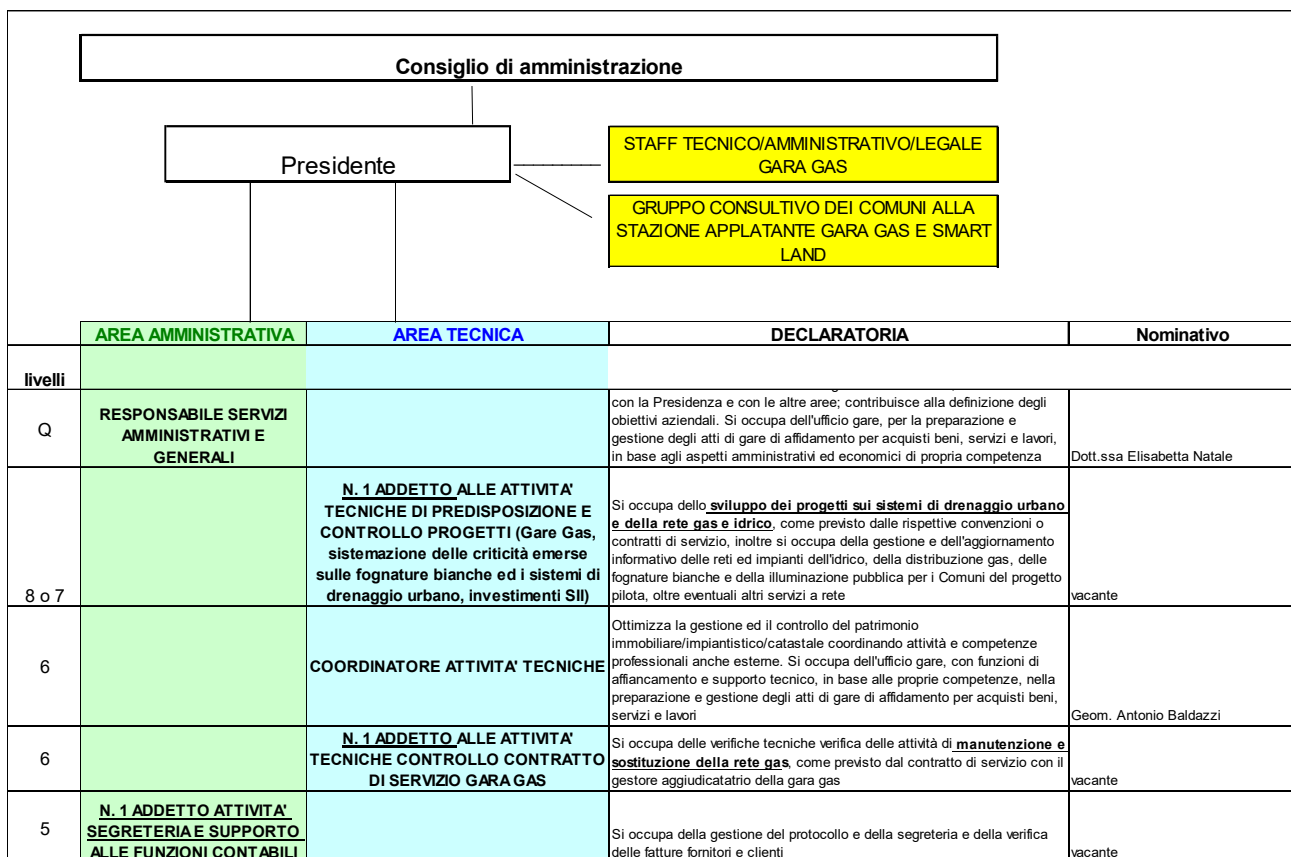 Consiglio di amministrazione
Presidente
STAFF TECNICO/AMMINISTRATIVO/LEGALE
GARA GAS
GRUPPO CONSULTIVO DEI COMUNI ALLA
STAZIONE APPLATANTE GARA GAS E SMART
LAND
AREA AMMINISTRATIVA
AREA TECNICA
DECLARATORIA
Nominativo
livelli
Q
RESPONSABILE SERVIZI
AMMINISTRATIVI E
GENERALI
con la Presidenza e con le altre aree; contribuisce alla definizione degli
obiettivi aziendali. Si occupa dell'ufficio gare, per la preparazione e
gestione degli atti di gare di affidamento per acquisti beni, servizi e lavori,
in base agli aspetti amministrativi ed economici di propria competenza
Dott.ssa Elisabetta Natale
8 o 7
N. 1 ADDETTO ALLE ATTIVITA'
TECNICHE DI PREDISPOSIZIONE E
CONTROLLO PROGETTI (Gare Gas,
sistemazione delle criticità emerse
sulle fognature bianche ed i sistemi di
drenaggio urbano, investimenti SII)
Si occupa dello sviluppo dei progetti sui sistemi di drenaggio urbano
e della rete gas e idrico, come previsto dalle rispettive convenzioni o
contratti di servizio, inoltre si occupa della gestione e dell'aggiornamento
informativo delle reti ed impianti dell'idrico, della distribuzione gas, delle
fognature bianche e della illuminazione pubblica per i Comuni del progetto
pilota, oltre eventuali altri servizi a rete
vacante
6
COORDINATORE ATTIVITA' TECNICHE
Ottimizza la gestione ed il controllo del patrimonio
immobiliare/impiantistico/catastale coordinando attività e competenze
professionali anche esterne. Si occupa dell'ufficio gare, con funzioni di
affiancamento e supporto tecnico, in base alle proprie competenze, nella
preparazione e gestione degli atti di gare di affidamento per acquisti beni,
servizi e lavori
Geom. Antonio Baldazzi
6
N. 1 ADDETTO ALLE ATTIVITA'
TECNICHE CONTROLLO CONTRATTO
DI SERVIZIO GARA GAS
Si occupa delle verifiche tecniche verifica delle attività di manutenzione e
sostituzione della rete gas, come previsto dal contratto di servizio con il
gestore aggiudicatatrio della gara gas
vacante
5
N. 1 ADDETTO ATTIVITA'
SEGRETERIA E SUPPORTO
ALLE FUNZIONI CONTABILI
Si occupa della gestione del protocollo e della segreteria e della verifica
delle fatture fornitori e clienti
vacante